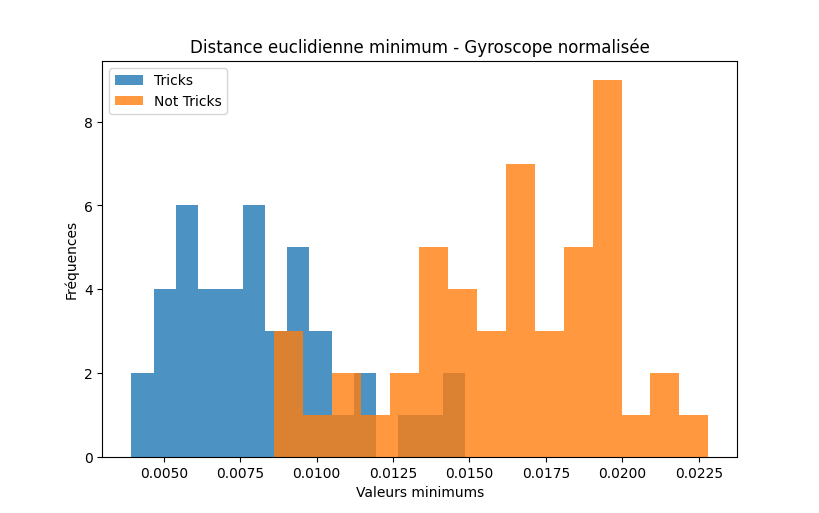 Distance euclidienne minimum - Gyroscope normalisée
Tricks
Not Tricks
Fréquences
8
6
4
2
0
0.0050 0.0075 0.0100 0.0125 0.0150 0.0175 0.0200 0.0225
Valeurs minimums